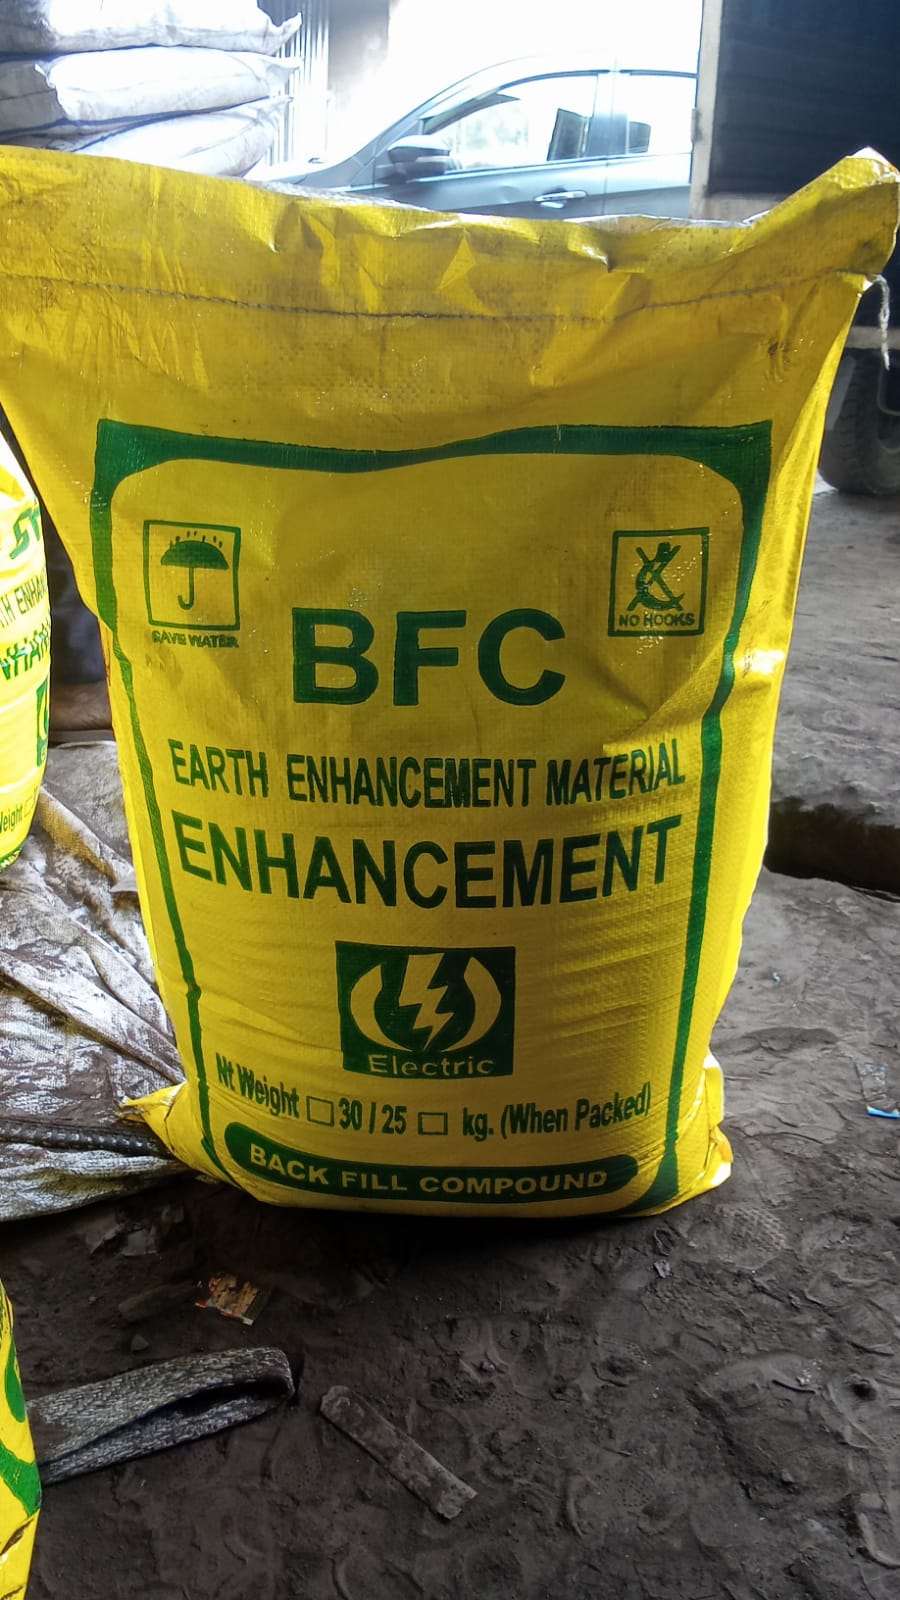 SAVE WATER
NO HOOKS
BFC
EARTH ENHANCEMENT MATERIAL
ENHANCEMENT
Electric
Nt Weight 30 / 25 kg. (When Packed)
BACK FILL COMPOUND